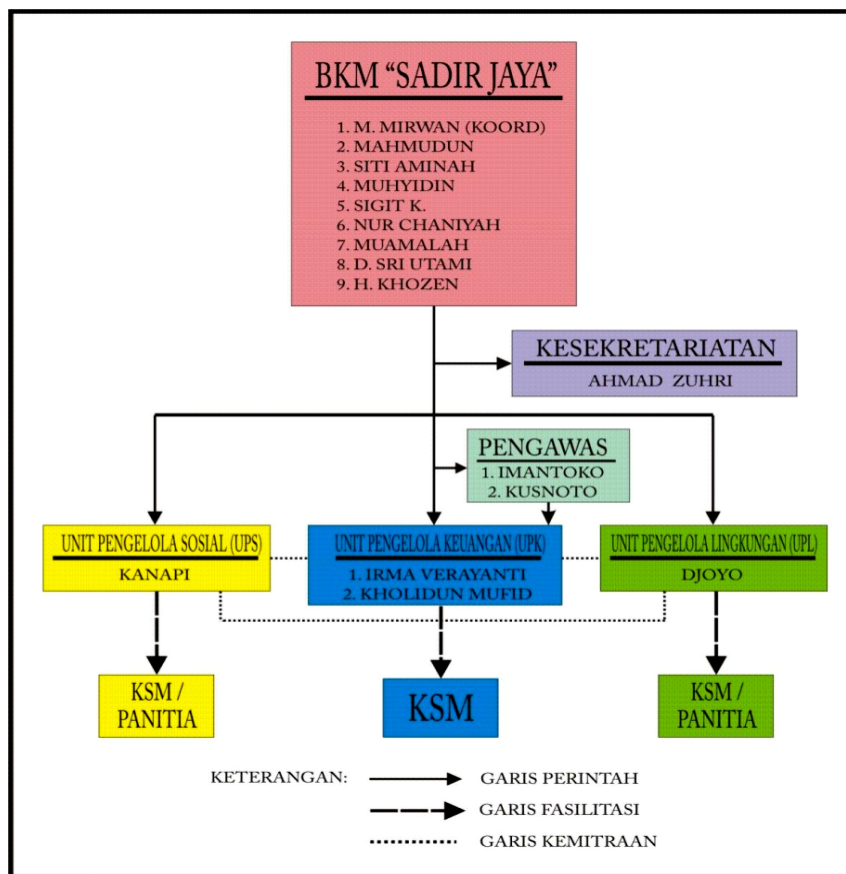 BKM "SADIR JAYA"
1. M. MIRWAN (KOORD)
2. MAHMUDUN
3. SITI AMINAH
4. MUHYIDIN
5. SIGIT K.
6. NUR CHANIYAH
7. MUAMALAH
8. D. SRI UTAMI
9. H. KHOZEN
KESEKRETARIATAN
AHMAD ZUHRI
PENGAWAS
1. IMANTOKO
2. KUSNOTO
UNIT PENGELOLA SOSIAL (UPS)
KANAPI
UNIT PENGELOLA KEUANGAN (UPK)
1. IRMA VERAYANTI
2. KHOLIDUN MUFID
UNIT PENGELOLA LINGKUNGAN (UPL)
DJOYO
KSM /
PANITIA
KSM
KSM /
PANITIA
KETERANGAN:
GARIS PERINTAH
GARIS FASILITASI
GARIS KEMITRAAN